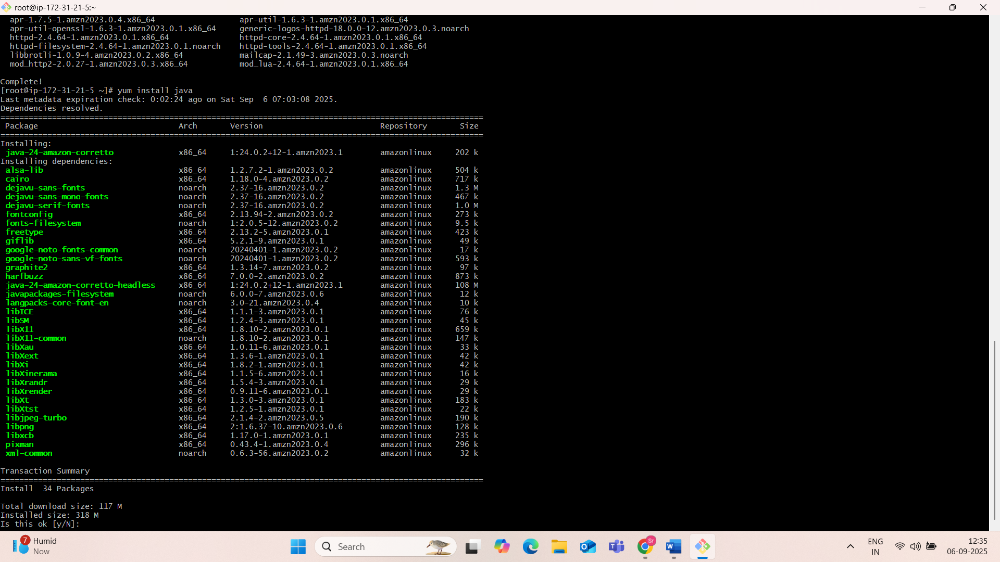 root@ip-172-31-21-5:~
apr-1.7.5-1.amzn2023.0.4.x86_64 apr-util-1.6.3-1.amzn2023.0.1.x86_64
apr-util-openssl-1.6.3-1.amzn2023.0.1.x86_64 generic-logos-httpd-18.0.0-12.amzn2023.0.3.noarch
httpd-2.4.64-1.amzn2023.0.1.x86_64 httpd-core-2.4.64-1.amzn2023.0.1.x86_64
httpd-filesystem-2.4.64-1.amzn2023.0.1.noarch httpd-tools-2.4.64-1.amzn2023.0.1.x86_64
libbrotli-1.0.9-4.amzn2023.0.2.x86_64 mailcap-2.1.49-3.amzn2023.0.3.noarch
mod_http2-2.0.27-1.amzn2023.0.3.x86_64 mod_lua-2.4.64-1.amzn2023.0.1.x86_64
Complete!
[root@ip-172-31-21-5 ~]# yum install java
Last metadata expiration check: 0:02:24 ago on Sat Sep  6 07:03:08 2025.
Dependencies resolved.
=======================================================================================================
Package Arch Version Repository Size
=======================================================================================================
Installing:
java-24-amazon-corretto x86_64 1:24.0.2+12-1.amzn2023.1 amazonlinux 202 k
Installing dependencies:
alsa-lib x86_64 1.2.7.2-1.amzn2023.0.2 amazonlinux 504 k
cairo x86_64 1.18.0-4.amzn2023.0.2 amazonlinux 717 k
dejavu-sans-fonts noarch 2.37-16.amzn2023.0.2 amazonlinux 1.3 M
dejavu-sans-mono-fonts noarch 2.37-16.amzn2023.0.2 amazonlinux 467 k
dejavu-serif-fonts noarch 2.37-16.amzn2023.0.2 amazonlinux 1.0 M
fontconfig x86_64 2.13.94-2.amzn2023.0.2 amazonlinux 273 k
fonts-filesystem noarch 1:2.0.5-12.amzn2023.0.2 amazonlinux 9.5 k
freetype x86_64 2.13.2-5.amzn2023.0.1 amazonlinux 423 k
giflib x86_64 5.2.1-9.amzn2023.0.1 amazonlinux 49 k
google-noto-fonts-common noarch 20240401-1.amzn2023.0.2 amazonlinux 17 k
google-noto-sans-vf-fonts noarch 20240401-1.amzn2023.0.2 amazonlinux 593 k
graphite2 x86_64 1.3.14-7.amzn2023.0.2 amazonlinux 97 k
harfbuzz x86_64 7.0.0-2.amzn2023.0.2 amazonlinux 873 k
java-24-amazon-corretto-headless x86_64 1:24.0.2+12-1.amzn2023.1 amazonlinux 108 M
javapackages-filesystem noarch 6.0.0-7.amzn2023.0.6 amazonlinux 12 k
langpacks-core-font-en noarch 3.0-21.amzn2023.0.4 amazonlinux 10 k
libICE x86_64 1.1.1-3.amzn2023.0.1 amazonlinux 76 k
libSM x86_64 1.2.4-3.amzn2023.0.1 amazonlinux 45 k
libX11 x86_64 1.8.10-2.amzn2023.0.1 amazonlinux 659 k
libX11-common noarch 1.8.10-2.amzn2023.0.1 amazonlinux 147 k
libXau x86_64 1.0.11-6.amzn2023.0.1 amazonlinux 33 k
libXext x86_64 1.3.6-1.amzn2023.0.1 amazonlinux 42 k
libXi x86_64 1.8.2-1.amzn2023.0.1 amazonlinux 42 k
libXinerama x86_64 1.1.5-6.amzn2023.0.1 amazonlinux 16 k
libXrandr x86_64 1.5.4-3.amzn2023.0.1 amazonlinux 29 k
libXrender x86_64 0.9.11-6.amzn2023.0.1 amazonlinux 29 k
libXt x86_64 1.3.0-3.amzn2023.0.1 amazonlinux 183 k
libXtst x86_64 1.2.5-1.amzn2023.0.1 amazonlinux 22 k
libjpeg-turbo x86_64 2.1.4-2.amzn2023.0.5 amazonlinux 190 k
libpng x86_64 2:1.6.37-10.amzn2023.0.6 amazonlinux 128 k
libxcb x86_64 1.17.0-1.amzn2023.0.1 amazonlinux 235 k
pixman x86_64 0.43.4-1.amzn2023.0.4 amazonlinux 296 k
xml-common noarch 0.6.3-56.amzn2023.0.2 amazonlinux 32 k
Transaction Summary
=======================================================================================================
Install  34 Packages
Total download size: 117 M
Installed size: 318 M
Is this ok [y/N]:
7 Humid
Now
Search
Sr
ENG
IN
12:35
06-09-2025